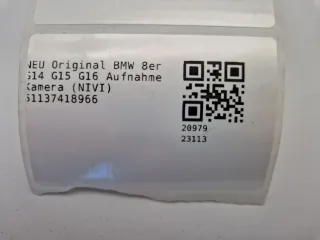 NEU Original BMW 8er
G14 G15 G16 Aufnahme
Kamera (NIVI)
51137418966
20979
23113